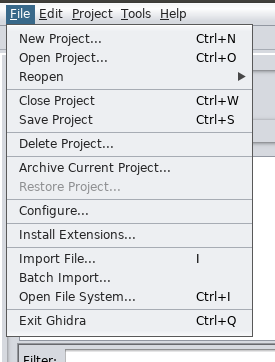 File Edit Project Tools Help
New Project... Ctrl+N
Open Project... Ctrl+O
Reopen
Close Project Ctrl+W
Save Project Ctrl+S
Delete Project...
Archive Current Project...
Restore Project...
Configure...
Install Extensions...
Import File... I
Batch Import...
Open File System... Ctrl+I
Exit Ghidra Ctrl+Q
Filter: